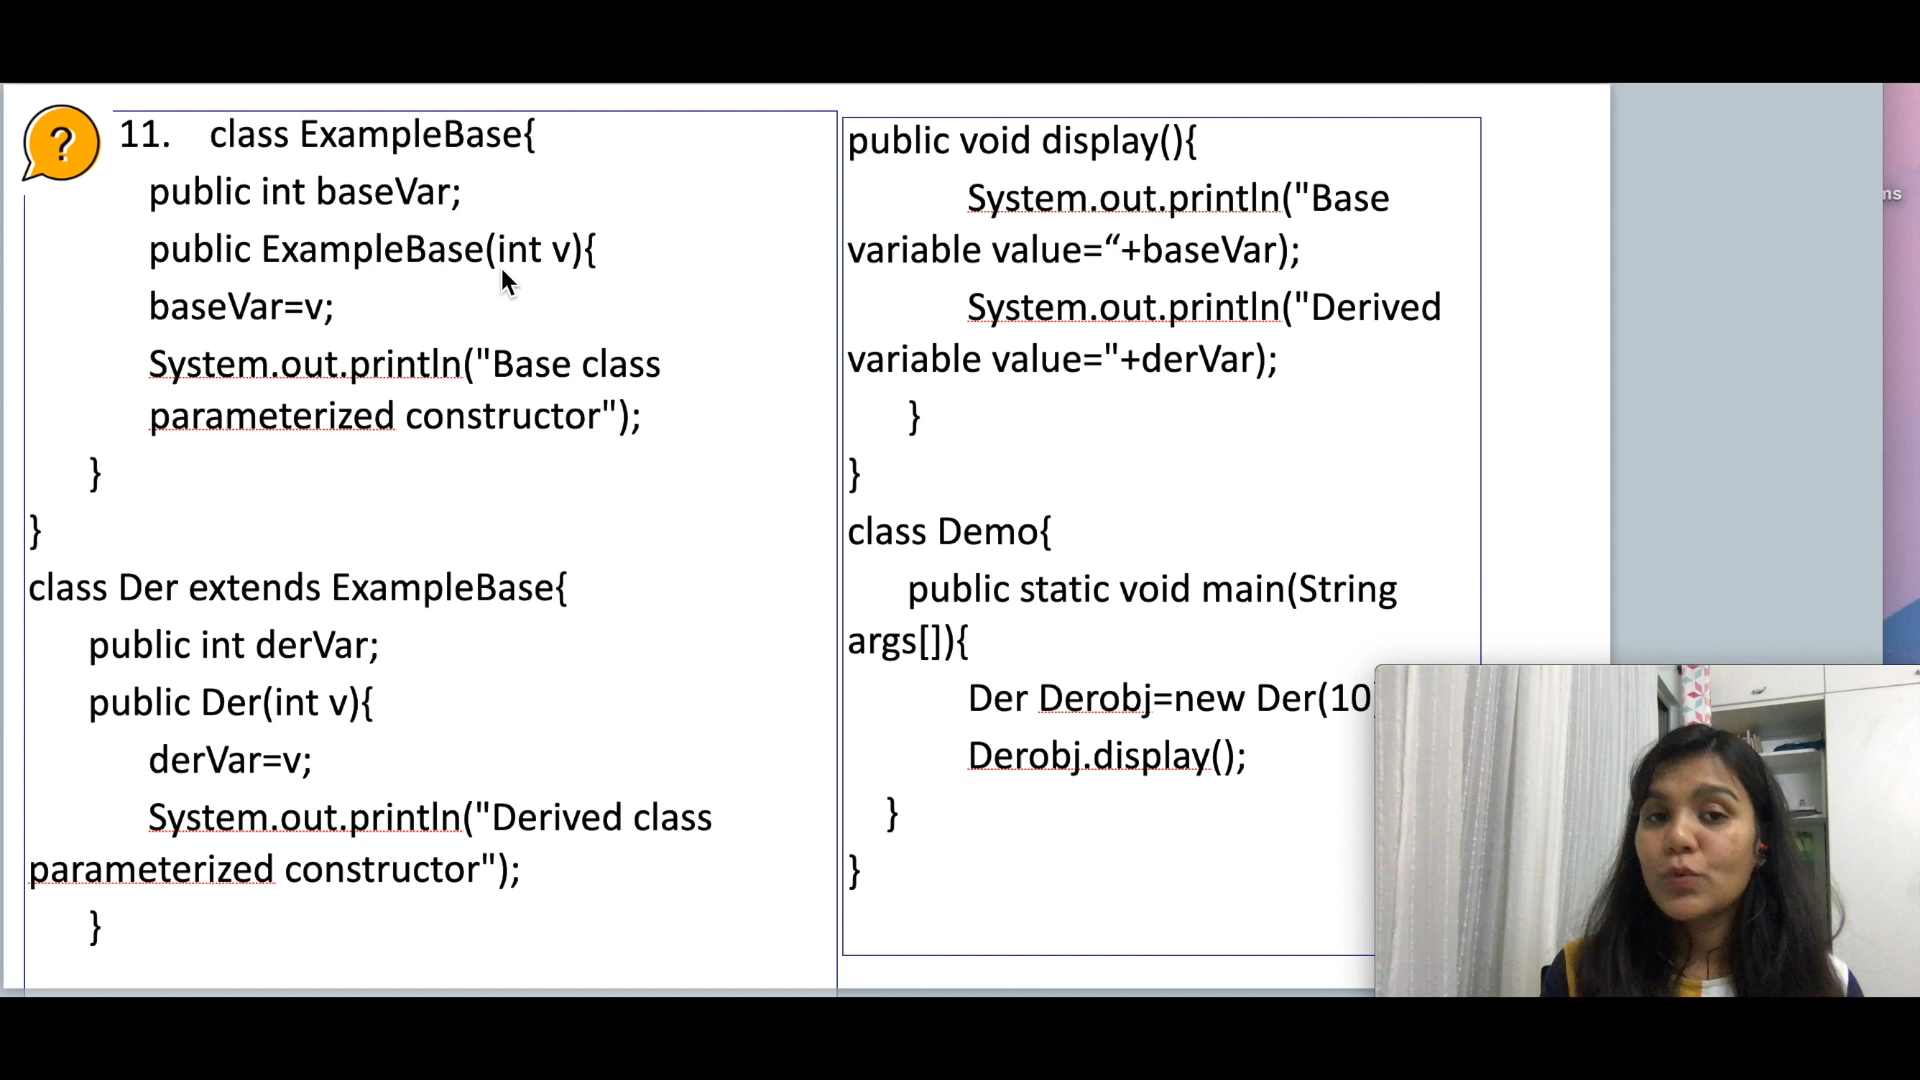 ?
11. class ExampleBase{
public int baseVar;
public ExampleBase(int v){
baseVar=v;
System.out.println("Base class
parameterized constructor");
}
}
class Der extends ExampleBase{
public int derVar;
public Der(int v){
derVar=v;
System.out.println("Derived class
parameterized constructor");
}
public void display(){
System.out.println("Base
variable value=“+baseVar);
System.out.println("Derived
variable value="+derVar);
}
}
class Demo{
public static void main(String
args[]){
Der Derobj=new Der(10
Derobj.display();
}
}
ms